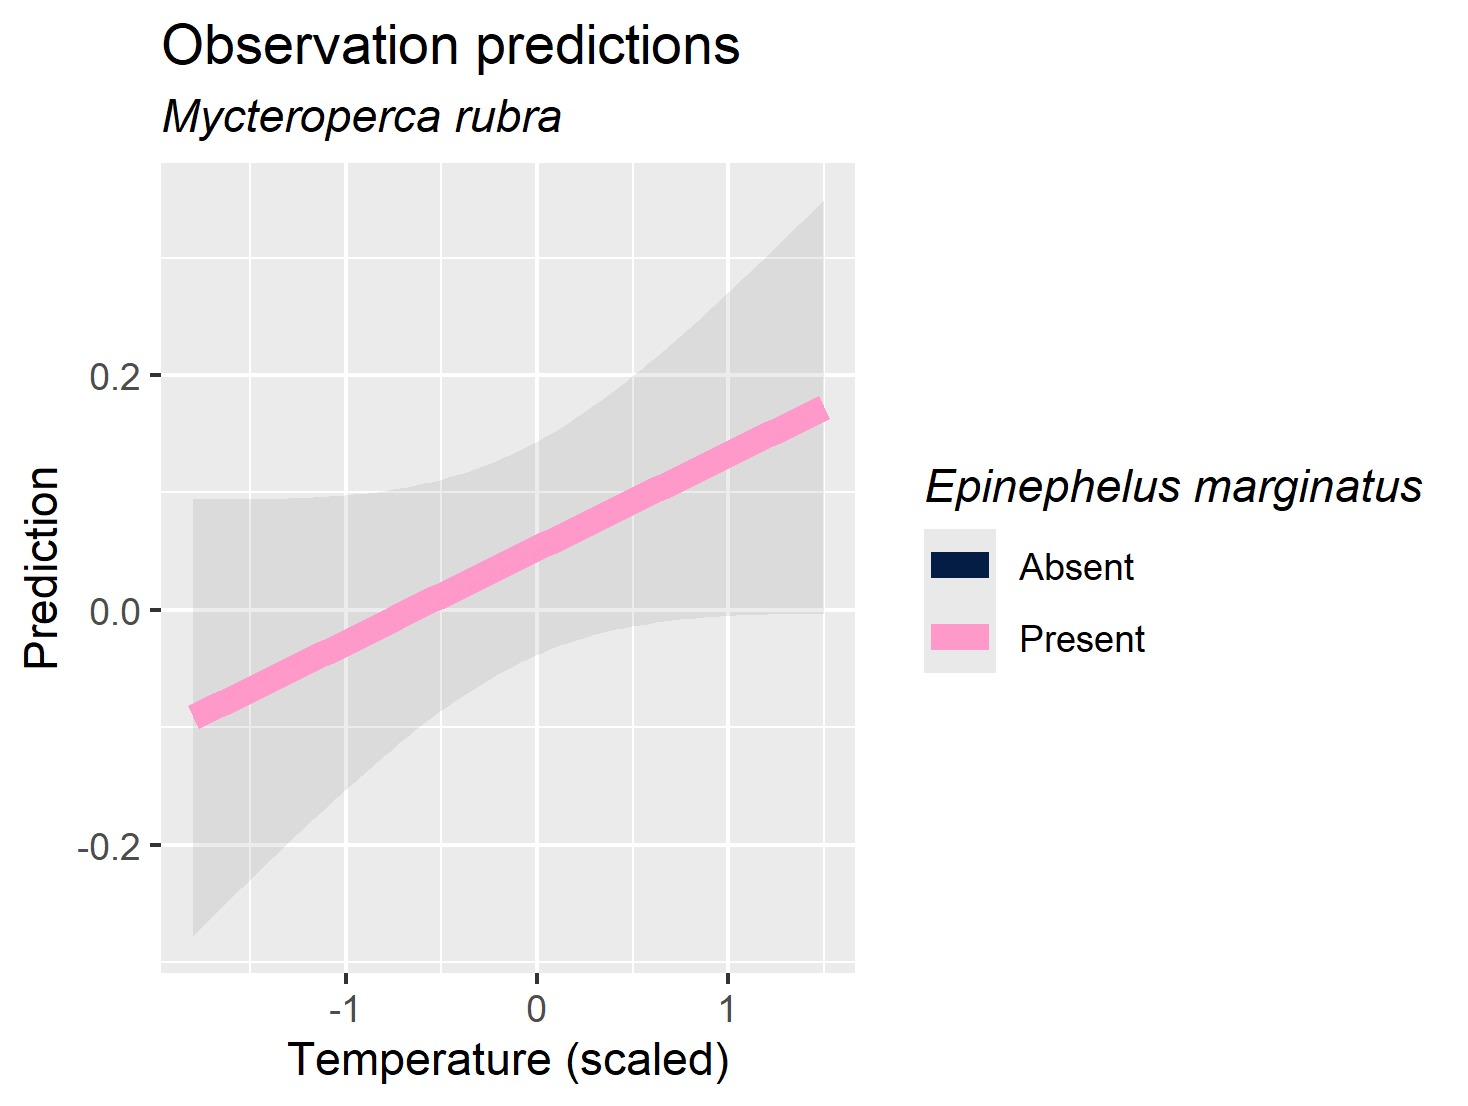 Observation predictions
Mycteroperca rubra
Prediction
0.2
0.0
-0.2
-1
0
1
Temperature (scaled)
Epinephelus marginatus
Absent
Present